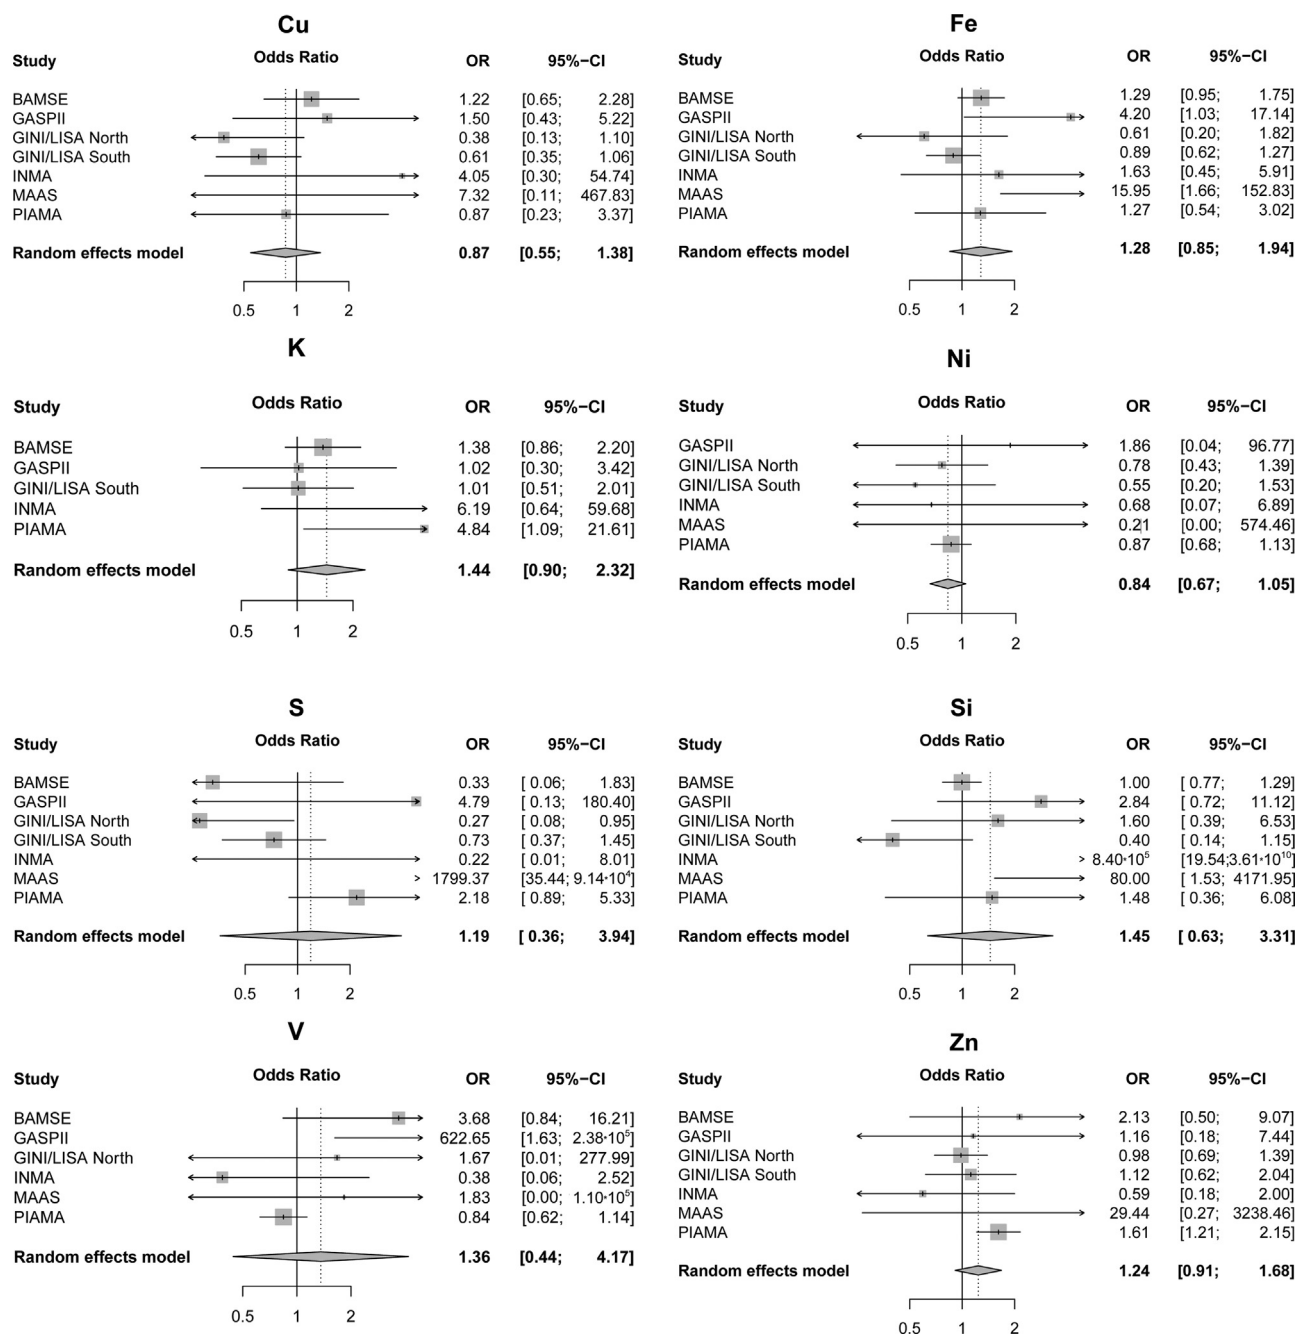 Cu
Study Odds Ratio OR 95%−CI
BAMSE 1.22 [0.65; 2.28]
GASPII 1.50 [0.43; 5.22]
GINI/LISA North 0.38 [0.13; 1.10]
GINI/LISA South 0.61 [0.35; 1.06]
INMA 4.05 [0.30; 54.74]
MAAS 7.32 [0.11; 467.83]
PIAMA 0.87 [0.23; 3.37]
Random effects model 0.87 [0.55; 1.38]
0.5 1 2
Fe
Study Odds Ratio OR 95%−CI
BAMSE 1.29 [0.95; 1.75]
GASPII 4.20 [1.03; 17.14]
GINI/LISA North 0.61 [0.20; 1.82]
GINI/LISA South 0.89 [0.62; 1.27]
INMA 1.63 [0.45; 5.91]
MAAS 15.95 [1.66; 152.83]
PIAMA 1.27 [0.54; 3.02]
Random effects model 1.28 [0.85; 1.94]
0.5 1 2
K
Study Odds Ratio OR 95%−CI
BAMSE 1.38 [0.86; 2.20]
GASPII 1.02 [0.30; 3.42]
GINI/LISA South 1.01 [0.51; 2.01]
INMA 6.19 [0.64; 59.68]
PIAMA 4.84 [1.09; 21.61]
Random effects model 1.44 [0.90; 2.32]
0.5 1 2
Ni
Study Odds Ratio OR 95%−CI
GASPII 1.86 [0.04; 96.77]
GINI/LISA North 0.78 [0.43; 1.39]
GINI/LISA South 0.55 [0.20; 1.53]
INMA 0.68 [0.07; 6.89]
MAAS 0.21 [0.00; 574.46]
PIAMA 0.87 [0.68; 1.13]
Random effects model 0.84 [0.67; 1.05]
0.5 1 2
S
Study Odds Ratio OR 95%−CI
BAMSE 0.33 [ 0.06; 1.83]
GASPII 4.79 [ 0.13; 180.40]
GINI/LISA North 0.27 [ 0.08; 0.95]
GINI/LISA South 0.73 [ 0.37; 1.45]
INMA 0.22 [ 0.01; 8.01]
MAAS 1799.37 [35.44; 9.14·10⁴]
PIAMA 2.18 [ 0.89; 5.33]
Random effects model 1.19 [ 0.36; 3.94]
0.5 1 2
Si
Study Odds Ratio OR 95%−CI
BAMSE 1.00 [ 0.77; 1.29]
GASPII 2.84 [ 0.72; 11.12]
GINI/LISA North 1.60 [ 0.39; 6.53]
GINI/LISA South 0.40 [ 0.14; 1.15]
INMA 8.40·10⁵ [19.54;3.61·10¹⁰]
MAAS 80.00 [ 1.53; 4171.95]
PIAMA 1.48 [ 0.36; 6.08]
Random effects model 1.45 [ 0.63; 3.31]
0.5 1 2
V
Study Odds Ratio OR 95%−CI
BAMSE 3.68 [0.84; 16.21]
GASPII 622.65 [1.63; 2.38·10⁵]
GINI/LISA North 1.67 [0.01; 277.99]
INMA 0.38 [0.06; 2.52]
MAAS 1.83 [0.00; 1.10·10⁵]
PIAMA 0.84 [0.62; 1.14]
Random effects model 1.36 [0.44; 4.17]
0.5 1 2
Zn
Study Odds Ratio OR 95%−CI
BAMSE 2.13 [0.50; 9.07]
GASPII 1.16 [0.18; 7.44]
GINI/LISA North 0.98 [0.69; 1.39]
GINI/LISA South 1.12 [0.62; 2.04]
INMA 0.59 [0.18; 2.00]
MAAS 29.44 [0.27; 3238.46]
PIAMA 1.61 [1.21; 2.15]
Random effects model 1.24 [0.91; 1.68]
0.5 1 2